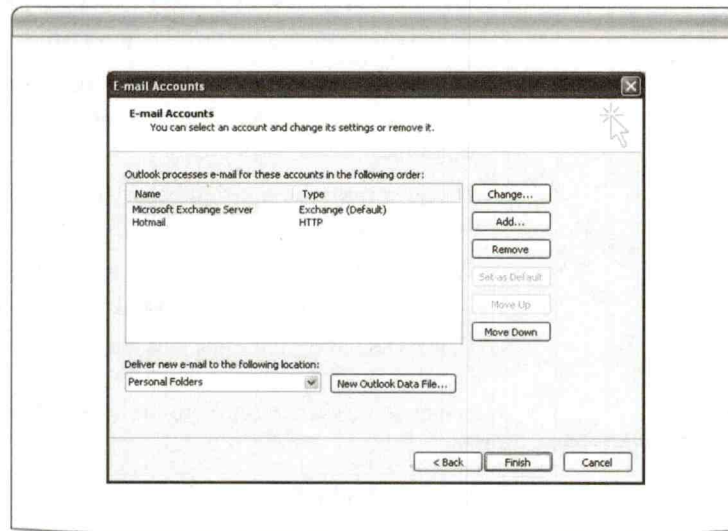 E-mail Accounts
E-mail Accounts
You can select an account and change its settings or remove it.
Outlook processes e-mail for these accounts in the following order:
Name Type
Microsoft Exchange Server Exchange (Default)
Hotmail HTTP
Change...
Add...
Remove
Set as Default
Move Up
Move Down
Deliver new e-mail to the following location:
Personal Folders New Outlook Data File...
< Back Finish Cancel